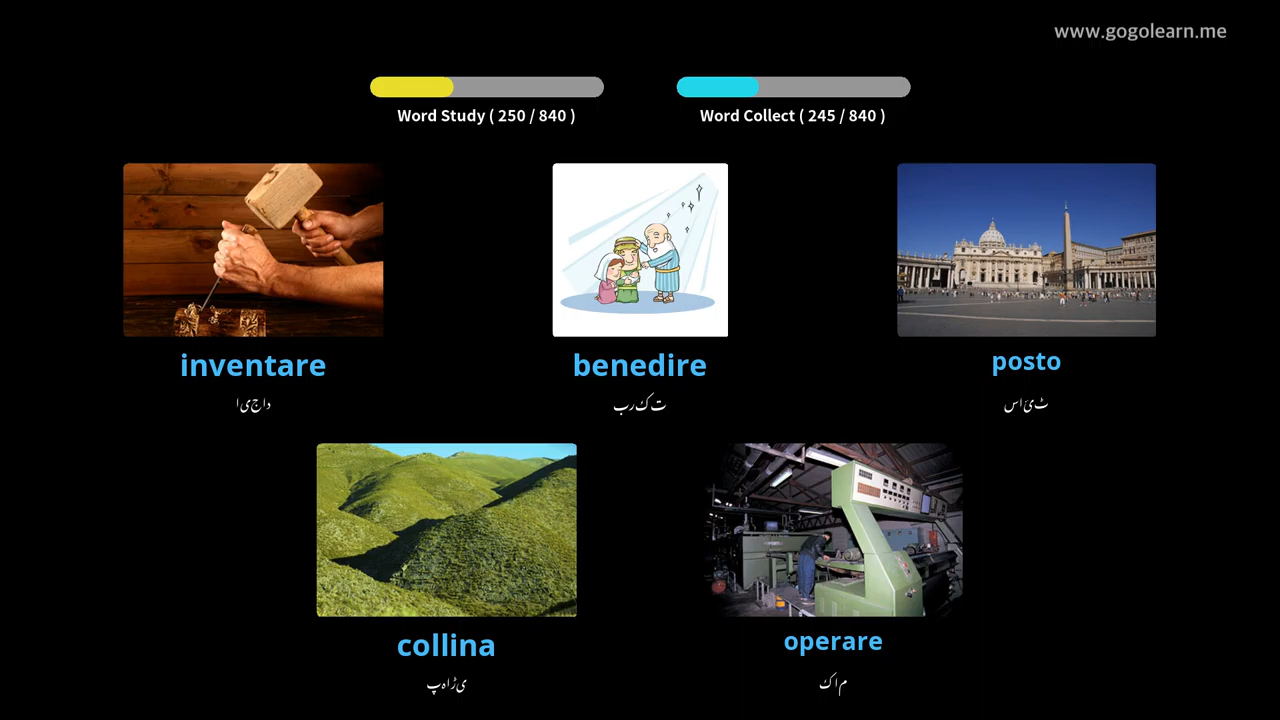 www.gogolearn.me
Word Study ( 250 / 840 )
Word Collect ( 245 / 840 )
inventare
داجیا
benedire
تکرب
posto
ٹئاس
collina
یڑاہپ
operare
ماک